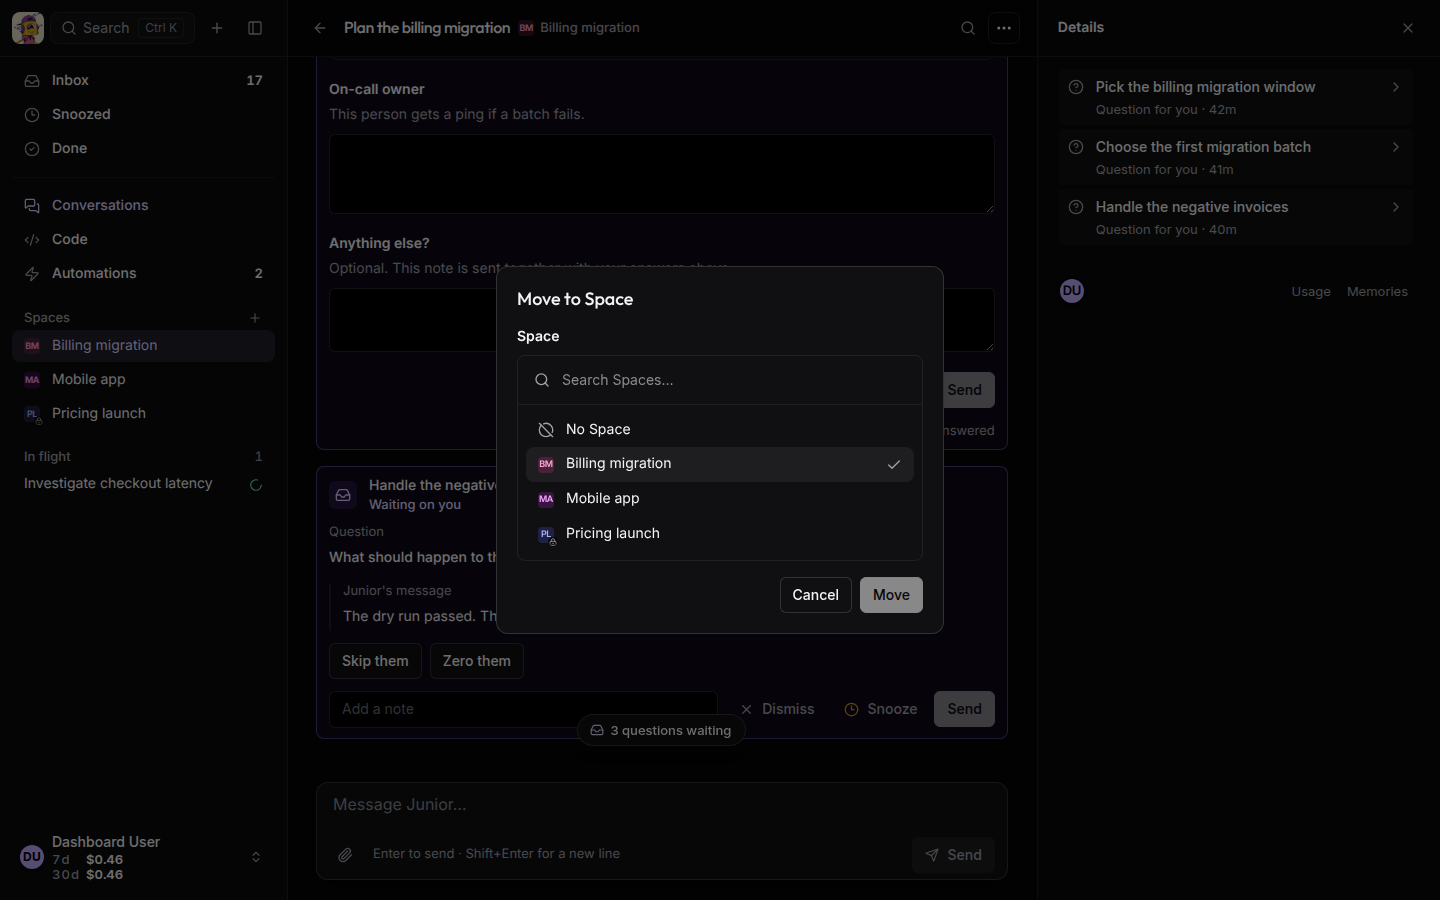 Search Ctrl K
Inbox 17
Snoozed
Done
Conversations
Code
Automations 2
Spaces
BM Billing migration
MA Mobile app
PL Pricing launch
In flight 1
Investigate checkout latency
DU Dashboard User
7d $0.46
30d $0.46
Plan the billing migration BM Billing migration
On-call owner
This person gets a ping if a batch fails.
Anything else?
Optional. This note is sent together with your answers above.
Send
nswered
Handle the negative
Waiting on you
Question
What should happen to th
Junior's message
The dry run passed. Th
Skip them Zero them
Add a note Dismiss Snooze Send
3 questions waiting
Message Junior...
Enter to send · Shift+Enter for a new line Send
Move to Space
Space
Search Spaces...
No Space
BM Billing migration
MA Mobile app
PL Pricing launch
Cancel Move
Details
Pick the billing migration window
Question for you · 42m
Choose the first migration batch
Question for you · 41m
Handle the negative invoices
Question for you · 40m
DU Usage Memories